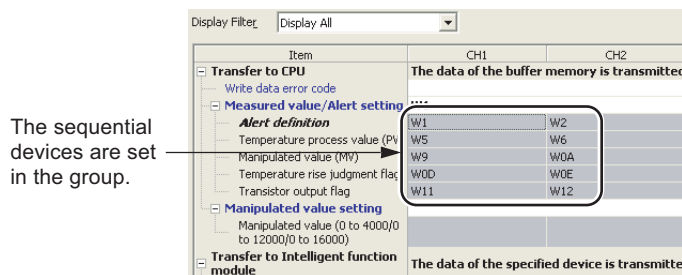 Display Filter Display All
Item CH1 CH2
Transfer to CPU The data of the buffer memory is transmitted
Write data error code
Measured value/Alert setting
Alert definition W1 W2
Temperature process value (PV W5 W6
Manipulated value (MV) W9 W0A
Temperature rise judgment flag W0D W0E
Transistor output flag W11 W12
Manipulated value setting
Manipulated value (0 to 4000/0
to 12000/0 to 16000)
Transfer to Intelligent function
module The data of the specified device is transmitte
The sequential
devices are set
in the group.